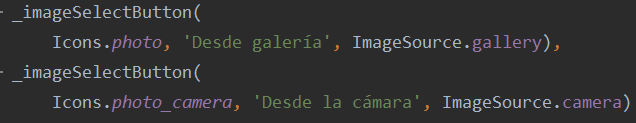 _imageSelectButton(
Icons.photo, 'Desde galería', ImageSource.gallery),
_imageSelectButton(
Icons.photo_camera, 'Desde la cámara', ImageSource.camera)